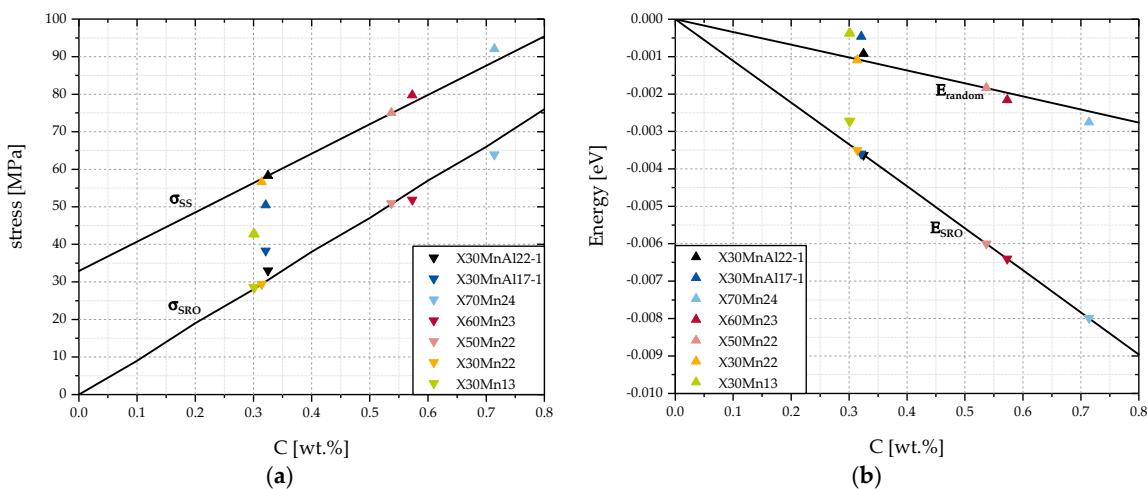 100
90
80
70
60
50
40
30
20
10
0
stress [MPa]
σSS
σSRO
X30MnAl22-1
X30MnAl17-1
X70Mn24
X60Mn23
X50Mn22
X30Mn22
X30Mn13
0.0 0.1 0.2 0.3 0.4 0.5 0.6 0.7 0.8
C [wt.%]
(a)
0.000
-0.001
-0.002
-0.003
-0.004
-0.005
-0.006
-0.007
-0.008
-0.009
-0.010
Energy [eV]
Erandom
ESRO
X30MnAl22-1
X30MnAl17-1
X70Mn24
X60Mn23
X50Mn22
X30Mn22
X30Mn13
0.0 0.1 0.2 0.3 0.4 0.5 0.6 0.7 0.8
C [wt.%]
(b)